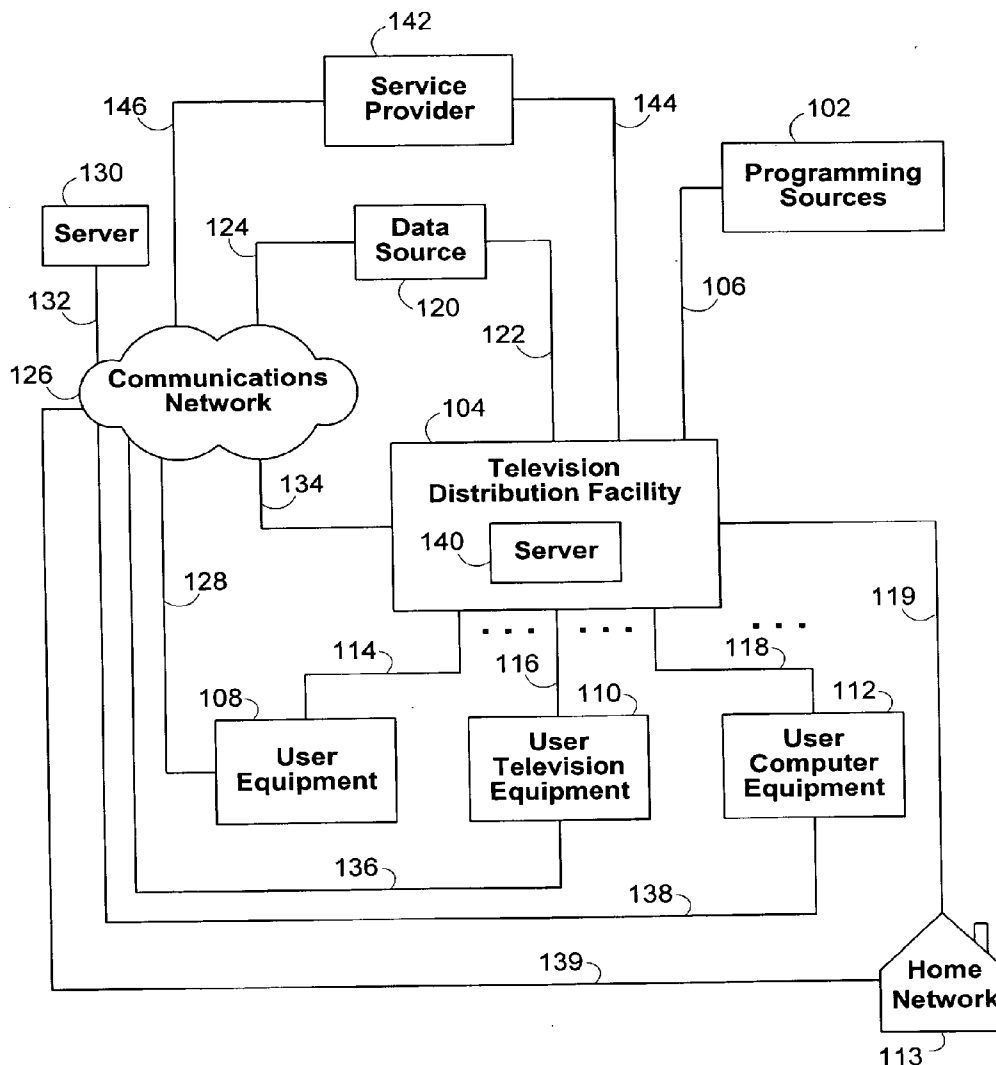 142
Service
Provider
146
144
102
Programming
Sources
130
Server
124
Data
Source
120
106
132
122
126
Communications
Network
104
Television
Distribution Facility
134
140
Server
128
119
. . .
. . .
. . .
114
116
118
108
User
Equipment
110
User
Television
Equipment
112
User
Computer
Equipment
136
138
139
Home
Network
113